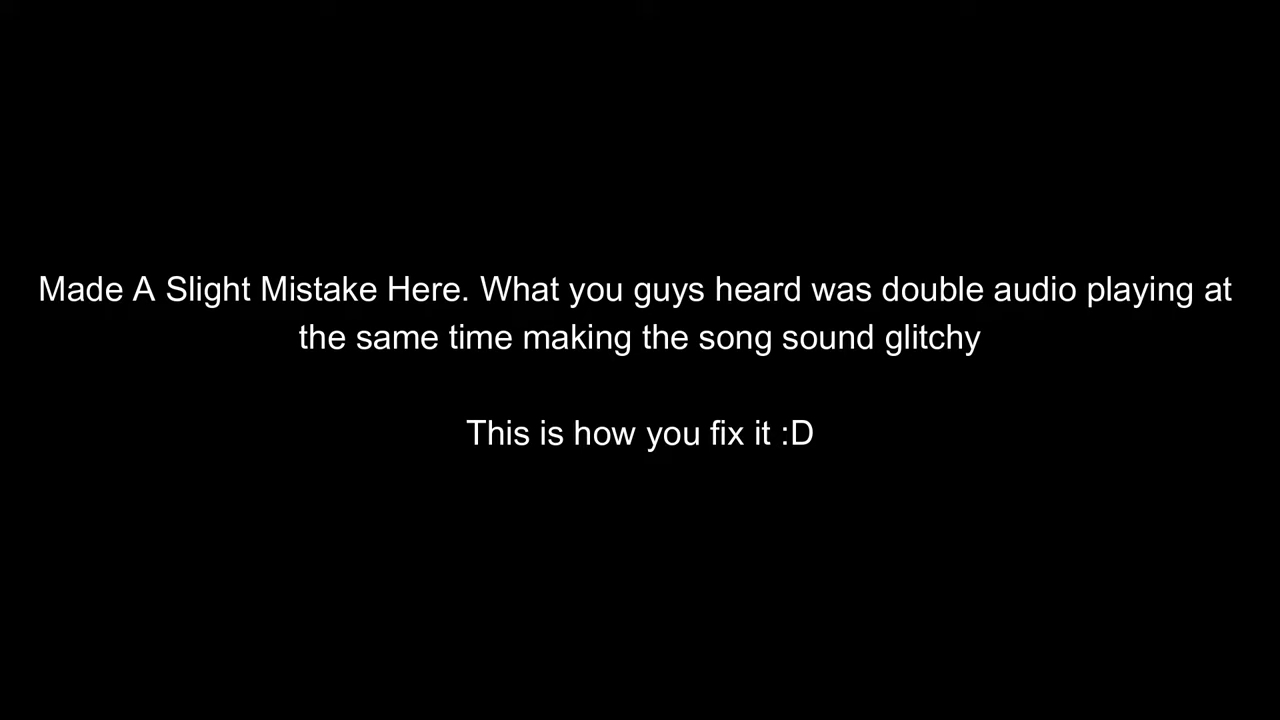 Made A Slight Mistake Here. What you guys heard was double audio playing at
the same time making the song sound glitchy
This is how you fix it :D